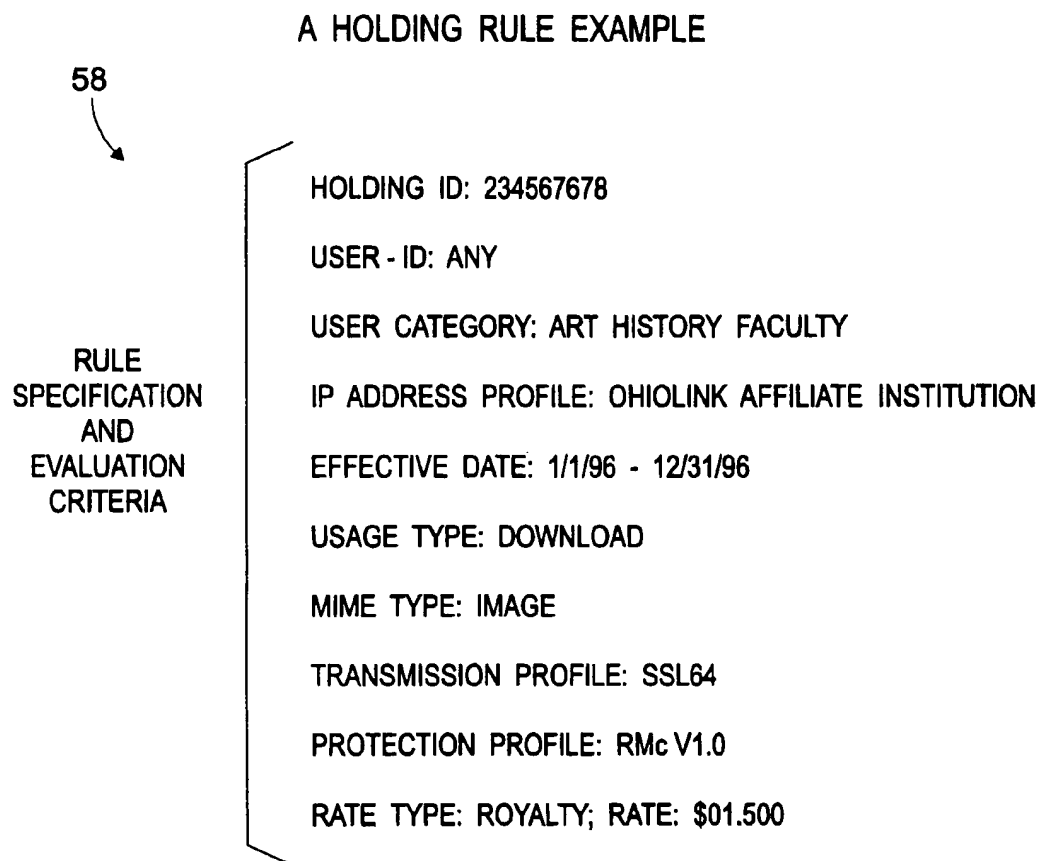 A HOLDING RULE EXAMPLE
58
RULE
SPECIFICATION
AND
EVALUATION
CRITERIA
HOLDING ID: 234567678
USER - ID: ANY
USER CATEGORY: ART HISTORY FACULTY
IP ADDRESS PROFILE: OHIOLINK AFFILIATE INSTITUTION
EFFECTIVE DATE: 1/1/96 - 12/31/96
USAGE TYPE: DOWNLOAD
MIME TYPE: IMAGE
TRANSMISSION PROFILE: SSL64
PROTECTION PROFILE: RMc V1.0
RATE TYPE: ROYALTY; RATE: $01.500